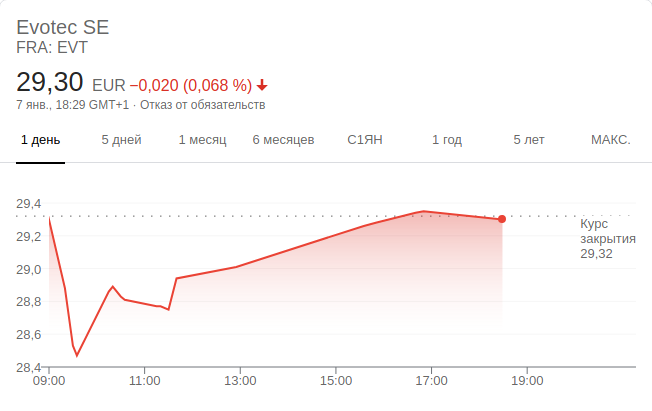 Evotec SE
FRA: EVT
29,30 EUR −0,020 (0,068 %)
7 янв., 18:29 GMT+1 · Отказ от обязательств
1 день 5 дней 1 месяц 6 месяцев С1ЯН 1 год 5 лет МАКС.
29,4
Курс
закрытия
29,32
29,2
29,0
28,8
28,6
28,4
09:00 11:00 13:00 15:00 17:00 19:00